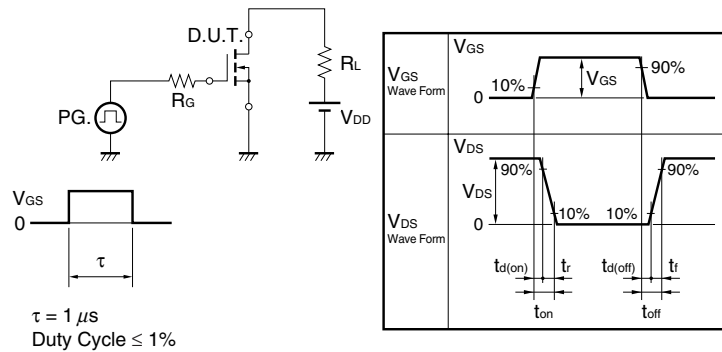 D.U.T.
RL
RG
PG.
VDD
VGS
0
τ
τ = 1 μs
Duty Cycle ≤ 1%
VGS
Wave Form
VGS
10%
VGS
90%
0
VDS
Wave Form
VDS
90%
VDS
90%
10%
10%
0
td(on)
tr
td(off)
tf
ton
toff